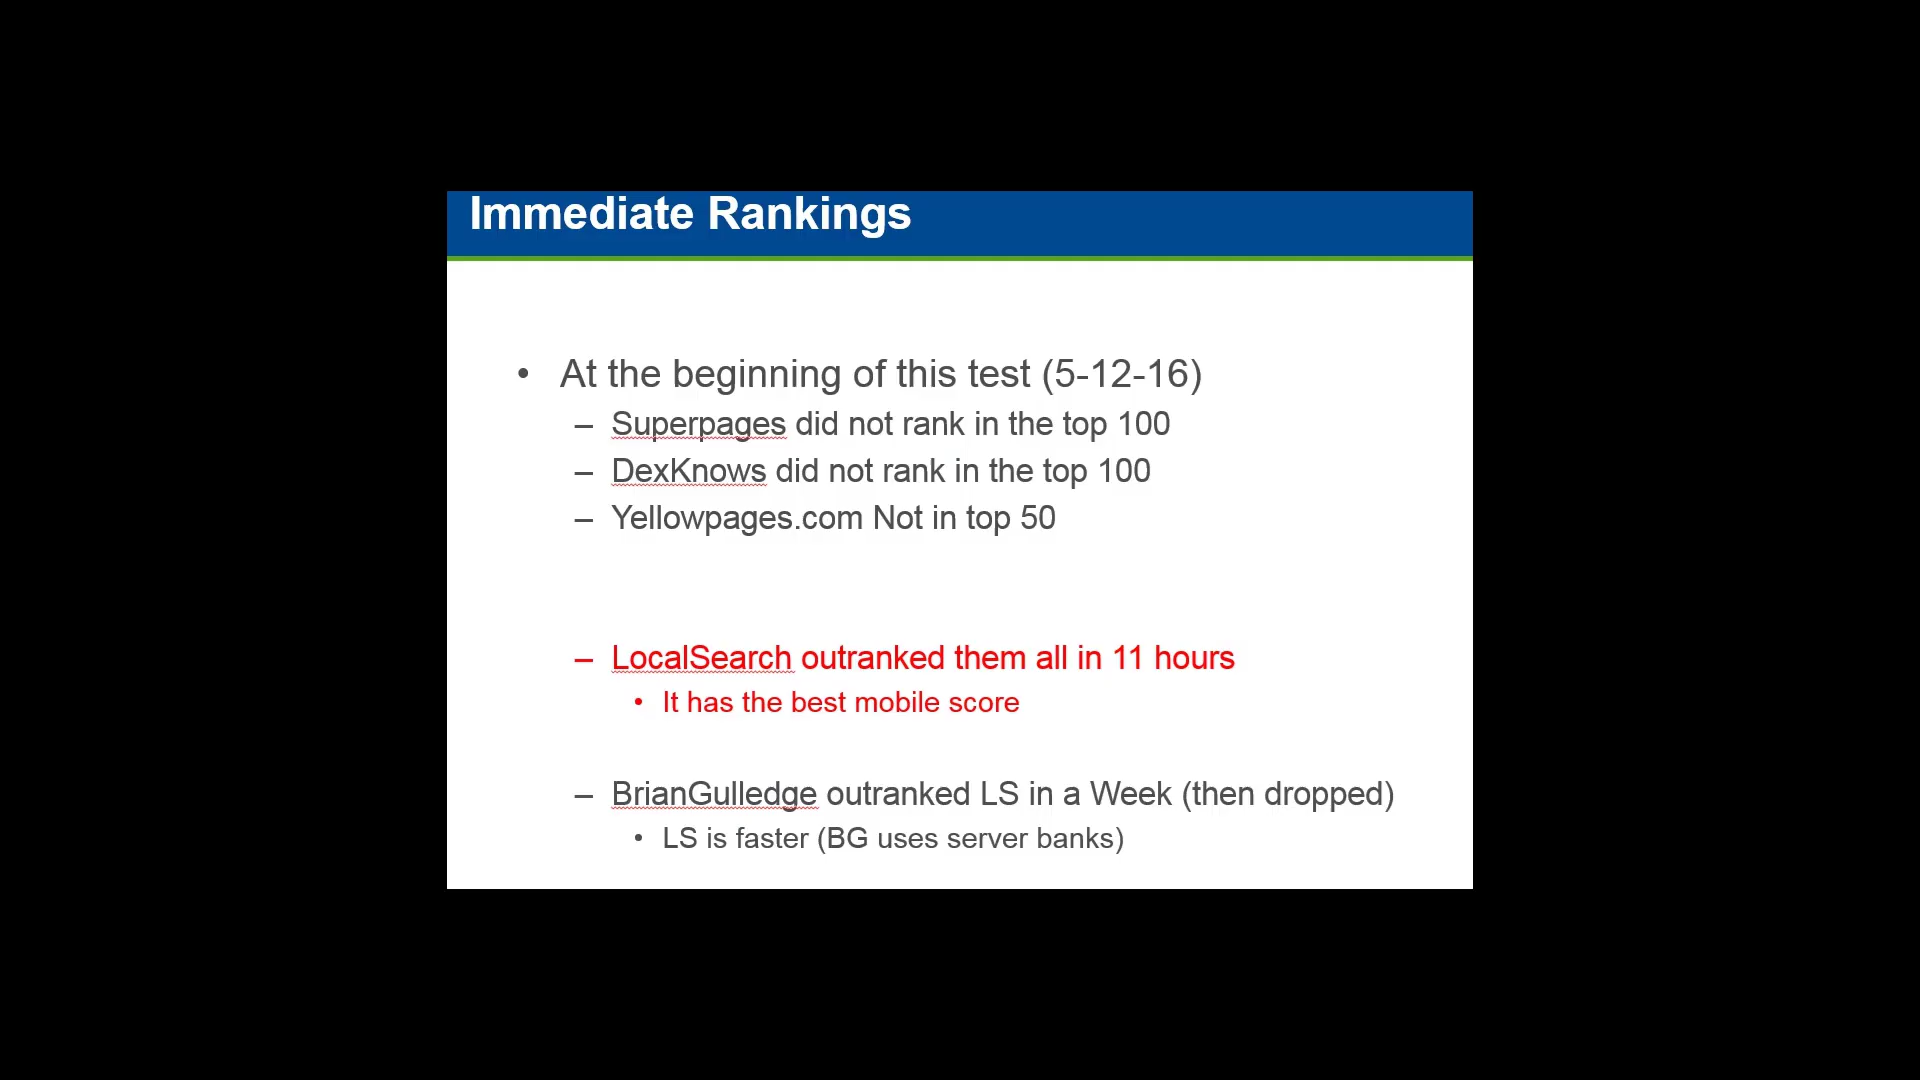 Immediate Rankings
• At the beginning of this test (5-12-16)
– Superpages did not rank in the top 100
– DexKnows did not rank in the top 100
– Yellowpages.com Not in top 50
– LocalSearch outranked them all in 11 hours
• It has the best mobile score
– BrianGulledge outranked LS in a Week (then dropped)
• LS is faster (BG uses server banks)